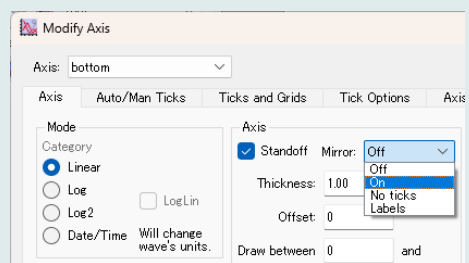 Modify Axis
Axis: bottom
Axis Auto/Man Ticks Ticks and Grids Tick Options Axis
Mode
Category
Linear
Log
LogLin
Log2
Date/Time
Will change
wave's units.
Axis
Standoff Mirror: Off
Off
On
No ticks
Labels
Thickness: 1.00
Offset: 0
Draw between 0 and